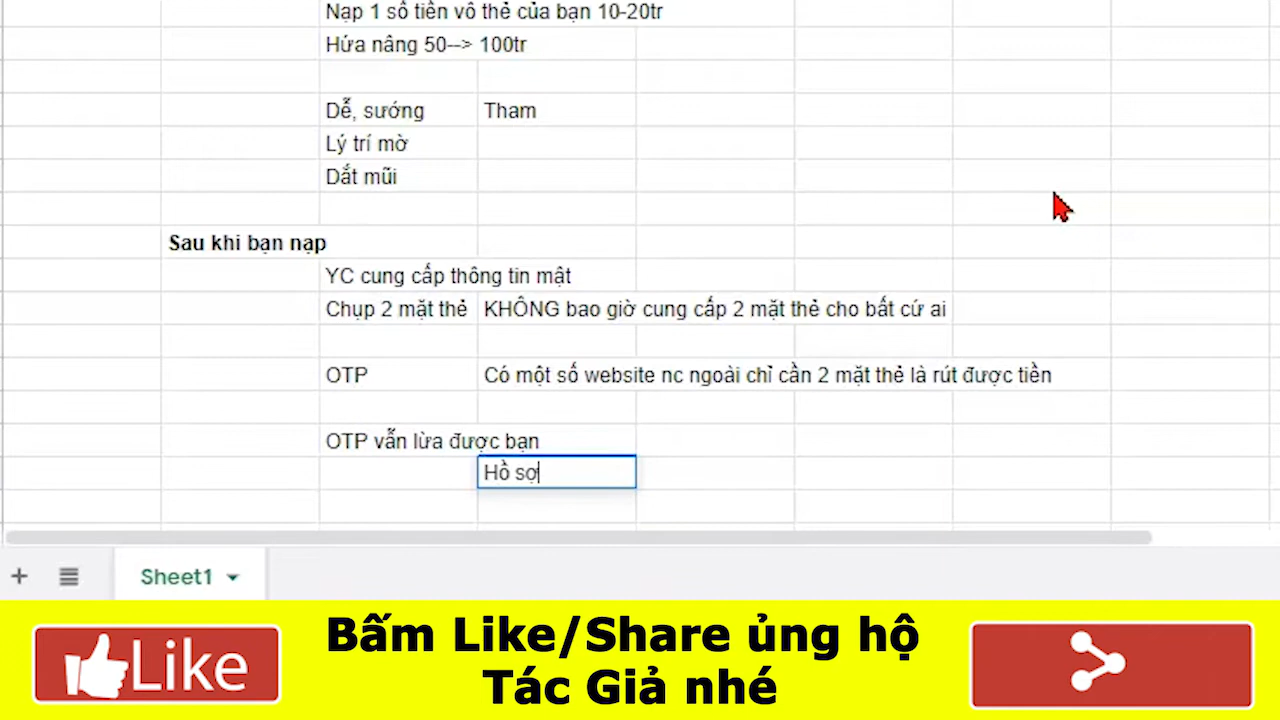 Nạp 1 số tiền vô thẻ của bạn 10-20tr
Hứa nâng 50--> 100tr
Dễ, sướng Tham
Lý trí mờ
Dắt mũi
Sau khi bạn nạp
YC cung cấp thông tin mật
Chụp 2 mặt thẻ KHÔNG bao giờ cung cấp 2 mặt thẻ cho bất cứ ai
OTP Có một số website nc ngoài chỉ cần 2 mặt thẻ là rút được tiền
OTP vẫn lừa được bạn
Hồ sợ
Sheet1
Like
Bấm Like/Share ủng hộ
Tác Giả nhé